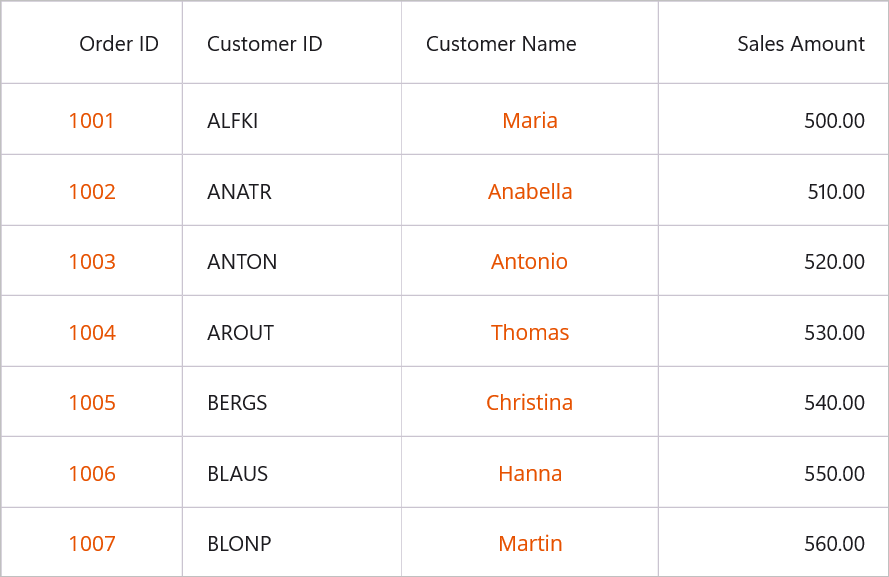 Order ID Customer ID Customer Name Sales Amount
1001 ALFKI Maria 500.00
1002 ANATR Anabella 510.00
1003 ANTON Antonio 520.00
1004 AROUT Thomas 530.00
1005 BERGS Christina 540.00
1006 BLAUS Hanna 550.00
1007 BLONP Martin 560.00